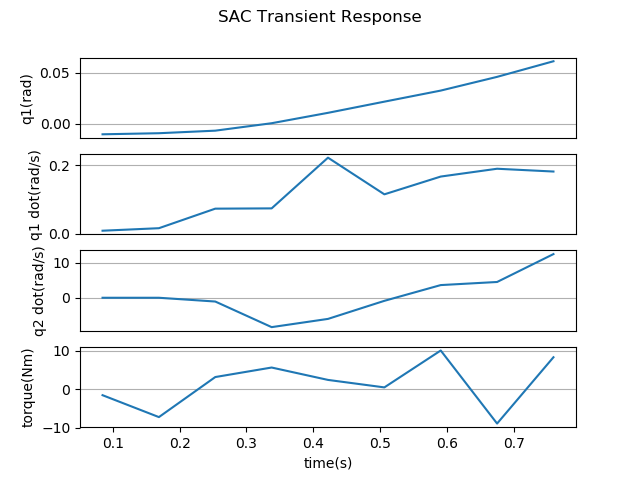 SAC Transient Response
q1(rad)
0.05
0.00
q1 dot(rad/s)
0.2
0.0
q2 dot(rad/s)
10
0
torque(Nm)
10
0
−10
0.1 0.2 0.3 0.4 0.5 0.6 0.7
time(s)